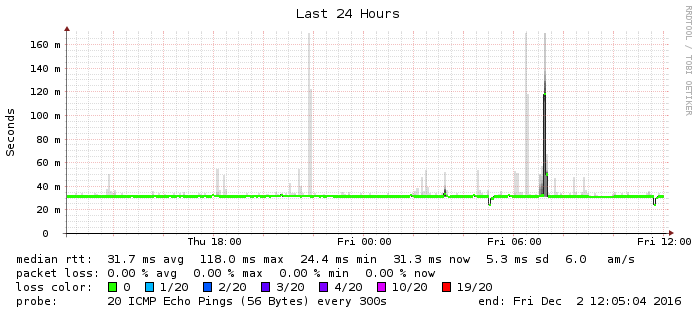 Last 24 Hours
RRDTOOL / TOBI OETIKER
Seconds
160 m
140 m
120 m
100 m
80 m
60 m
40 m
20 m
0
Thu 18:00 Fri 00:00 Fri 06:00 Fri 12:00
median rtt: 31.7 ms avg 118.0 ms max 24.4 ms min 31.3 ms now 5.3 ms sd 6.0 am/s
packet loss: 0.00 % avg 0.00 % max 0.00 % min 0.00 % now
loss color: 0 1/20 2/20 3/20 4/20 10/20 19/20
probe: 20 ICMP Echo Pings (56 Bytes) every 300s end: Fri Dec 2 12:05:04 2016